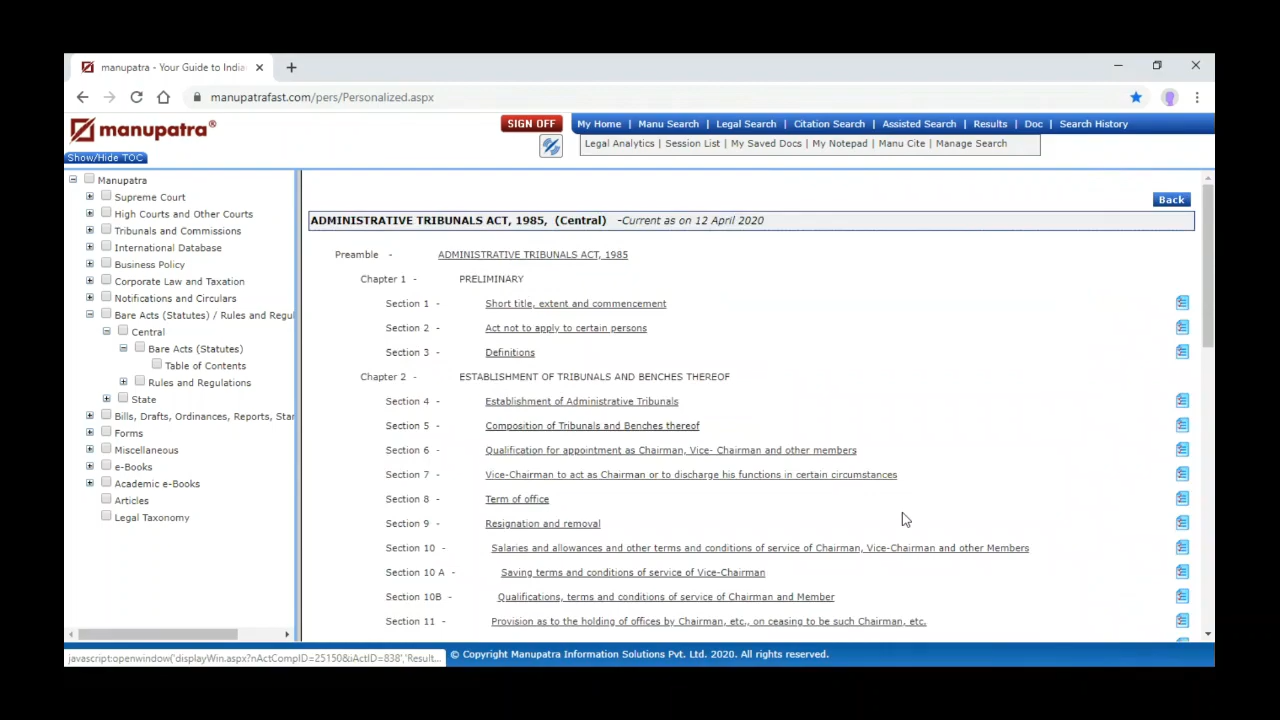 manupatra - Your Guide to India
manupatrafast.com/pers/Personalized.aspx
manupatra®
SIGN OFF
My Home | Manu Search | Legal Search | Citation Search | Assisted Search | Results | Doc | Search History
Legal Analytics | Session List | My Saved Docs | My Notepad | Manu Cite | Manage Search
Show/Hide TOC
Manupatra
Supreme Court
High Courts and Other Courts
Tribunals and Commissions
International Database
Business Policy
Corporate Law and Taxation
Notifications and Circulars
Bare Acts (Statutes) / Rules and Regul
Central
Bare Acts (Statutes)
Table of Contents
Rules and Regulations
State
Bills, Drafts, Ordinances, Reports, Star
Forms
Miscellaneous
e-Books
Academic e-Books
Articles
Legal Taxonomy
Back
ADMINISTRATIVE TRIBUNALS ACT, 1985, (Central) -Current as on 12 April 2020
Preamble - ADMINISTRATIVE TRIBUNALS ACT, 1985
Chapter 1 - PRELIMINARY
Section 1 - Short title, extent and commencement
Section 2 - Act not to apply to certain persons
Section 3 - Definitions
Chapter 2 - ESTABLISHMENT OF TRIBUNALS AND BENCHES THEREOF
Section 4 - Establishment of Administrative Tribunals
Section 5 - Composition of Tribunals and Benches thereof
Section 6 - Qualification for appointment as Chairman, Vice- Chairman and other members
Section 7 - Vice-Chairman to act as Chairman or to discharge his functions in certain circumstances
Section 8 - Term of office
Section 9 - Resignation and removal
Section 10 - Salaries and allowances and other terms and conditions of service of Chairman, Vice-Chairman and other Members
Section 10 A - Saving terms and conditions of service of Vice-Chairman
Section 10B - Qualifications, terms and conditions of service of Chairman and Member
Section 11 - Provision as to the holding of offices by Chairman, etc., on ceasing to be such Chairman, etc.
javascript:openwindow('displayWin.aspx?nActCompID=25150&iActID=838','Result...
© Copyright Manupatra Information Solutions Pvt. Ltd. 2020. All rights reserved.